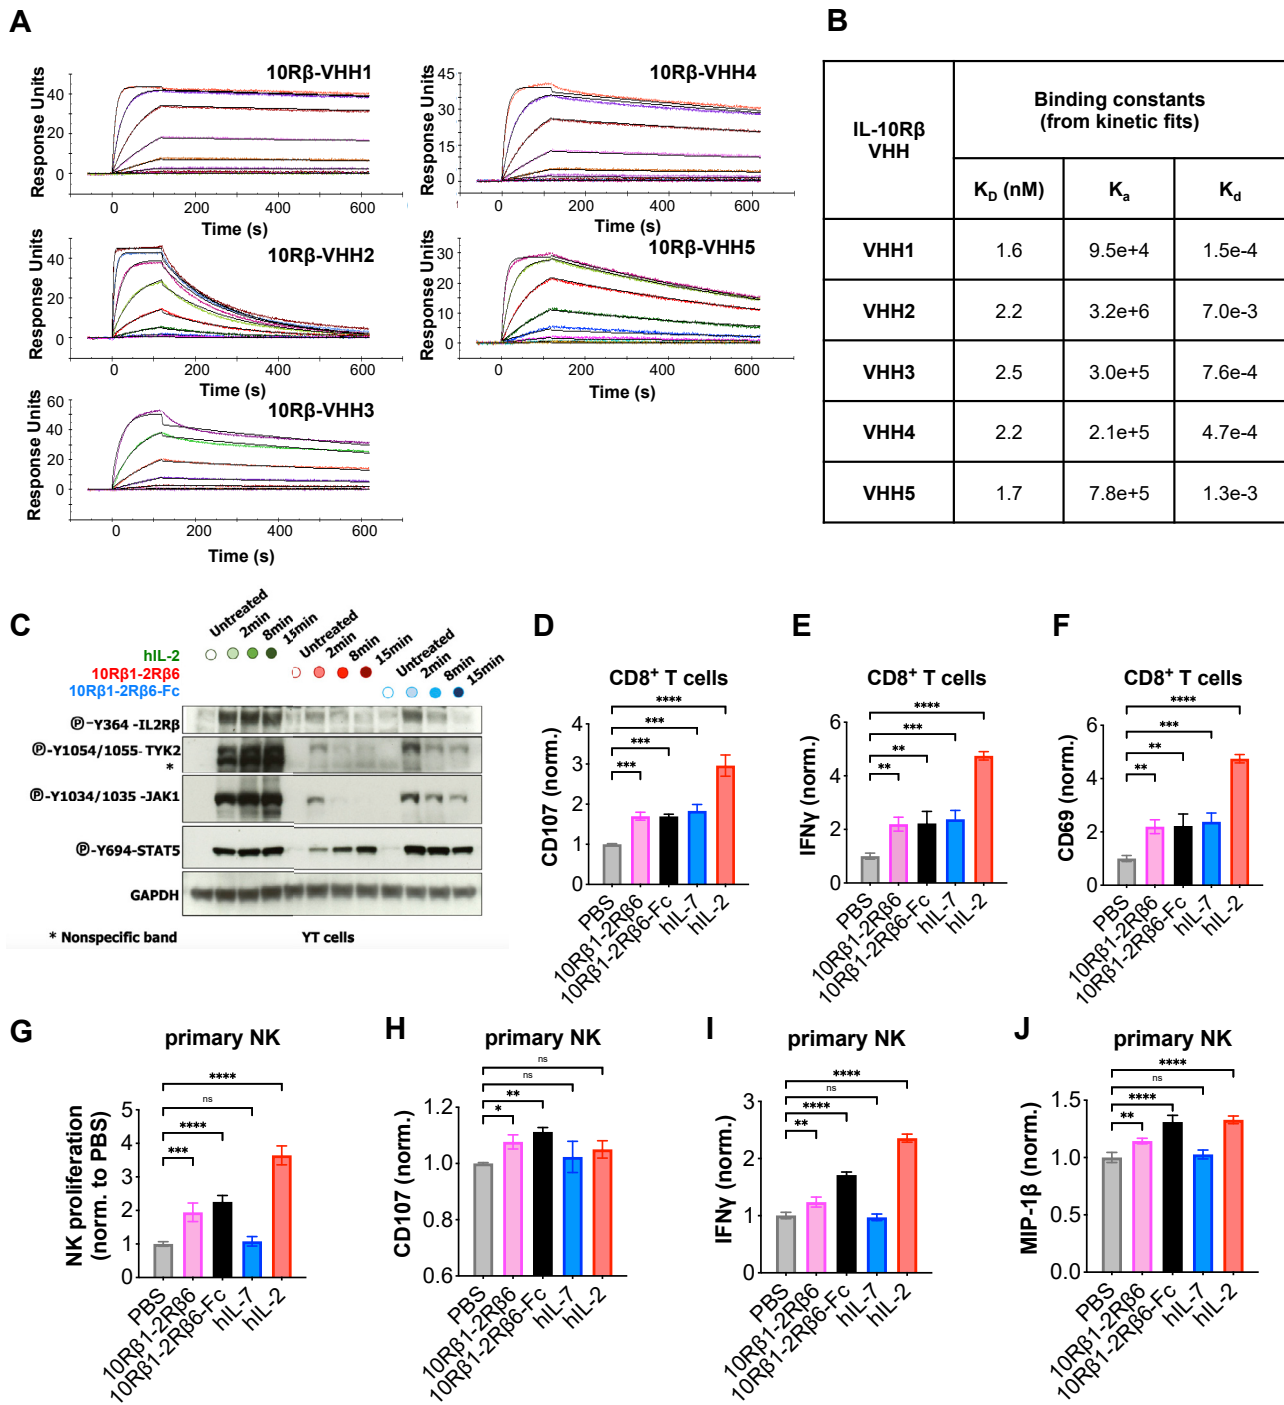 A
10Rβ-VHH1
Response Units
40
20
0
0
200
400
600
Time (s)
10Rβ-VHH4
Response Units
45
30
15
0
0
200
400
600
Time (s)
10Rβ-VHH2
Response Units
40
20
0
0
200
400
600
Time (s)
10Rβ-VHH5
Response Units
30
20
10
0
0
200
400
600
Time (s)
10Rβ-VHH3
Response Units
60
40
20
0
0
200
400
600
Time (s)
B
IL-10Rβ
VHH
Binding constants
(from kinetic fits)
K_D (nM) K_a K_d
VHH1 1.6 9.5e+4 1.5e-4
VHH2 2.2 3.2e+6 7.0e-3
VHH3 2.5 3.0e+5 7.6e-4
VHH4 2.2 2.1e+5 4.7e-4
VHH5 1.7 7.8e+5 1.3e-3
C
Untreated
2min
8min
15min
Untreated
2min
8min
15min
Untreated
2min
8min
15min
hIL-2
10Rβ1-2Rβ6
10Rβ1-2Rβ6-Fc
Ⓟ-Y364 -IL2Rβ
Ⓟ-Y1054/1055- TYK2
*
Ⓟ-Y1034/1035 -JAK1
Ⓟ-Y694-STAT5
GAPDH
* Nonspecific band
YT cells
D
CD8⁺ T cells
****
***
***
***
CD107 (norm.)
4
3
2
1
0
PBS
10Rβ1-2Rβ6
10Rβ1-2Rβ6-Fc
hIL-7
hIL-2
E
CD8⁺ T cells
****
***
**
**
IFNγ (norm.)
6
4
2
0
PBS
10Rβ1-2Rβ6
10Rβ1-2Rβ6-Fc
hIL-7
hIL-2
F
CD8⁺ T cells
****
***
**
**
CD69 (norm.)
6
4
2
0
PBS
10Rβ1-2Rβ6
10Rβ1-2Rβ6-Fc
hIL-7
hIL-2
G
primary NK
****
ns
****
***
NK proliferation
(norm. to PBS)
5
4
3
2
1
0
PBS
10Rβ1-2Rβ6
10Rβ1-2Rβ6-Fc
hIL-7
hIL-2
H
primary NK
ns
ns
**
*
CD107 (norm.)
1.2
1.0
0.8
0.6
PBS
10Rβ1-2Rβ6
10Rβ1-2Rβ6-Fc
hIL-7
hIL-2
I
primary NK
****
ns
****
**
IFNγ (norm.)
3
2
1
0
PBS
10Rβ1-2Rβ6
10Rβ1-2Rβ6-Fc
hIL-7
hIL-2
J
primary NK
****
ns
****
**
MIP-1β (norm.)
1.5
1.0
0.5
0.0
PBS
10Rβ1-2Rβ6
10Rβ1-2Rβ6-Fc
hIL-7
hIL-2